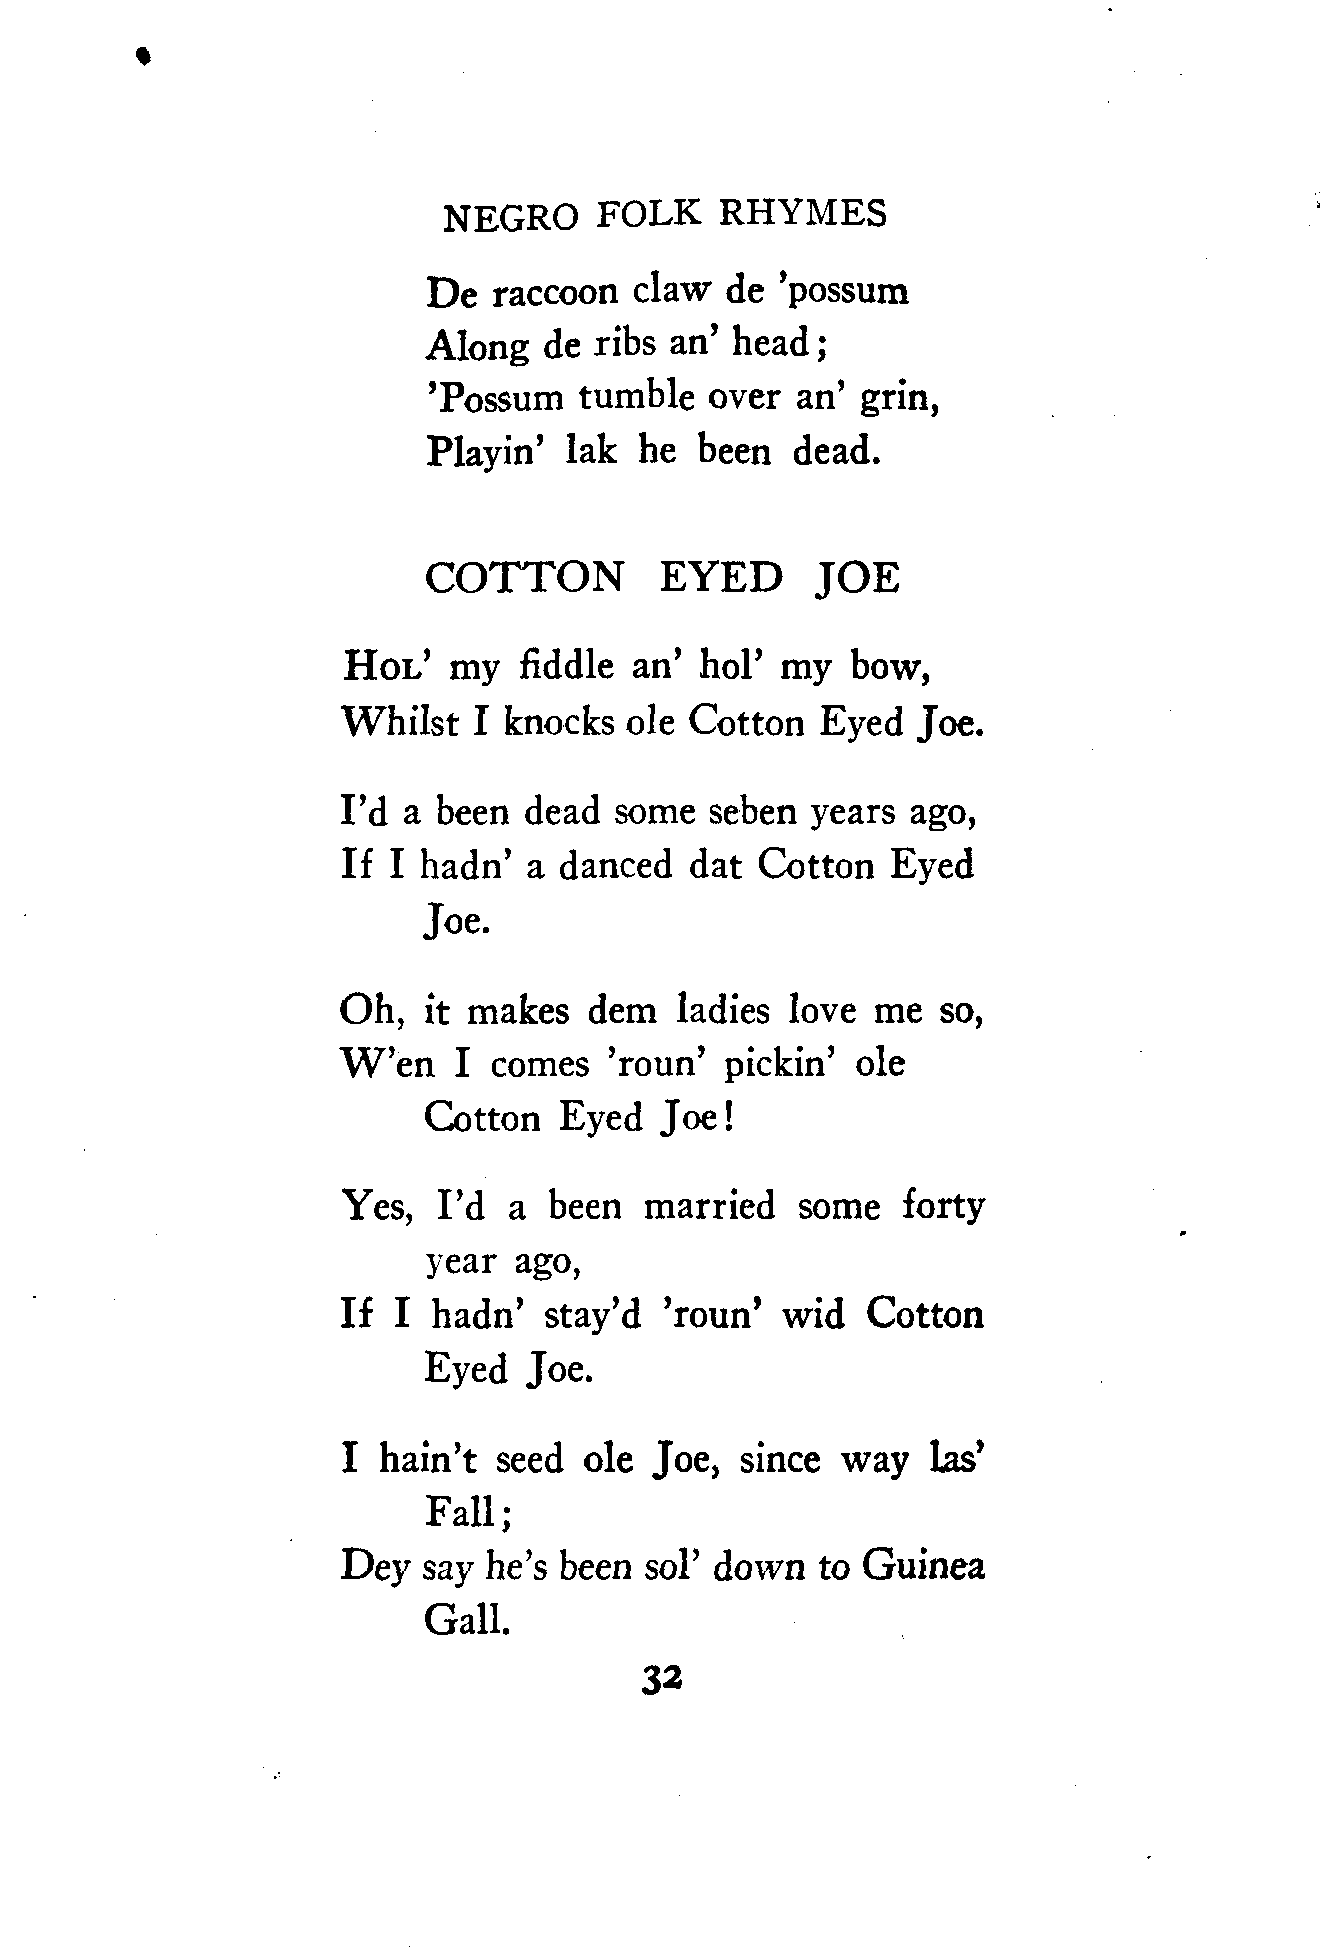 NEGRO FOLK RHYMES
De raccoon claw de ’possum
Along de ribs an’ head;
’Possum tumble over an’ grin,
Playin’ lak he been dead.
COTTON EYED JOE
Hol’ my fiddle an’ hol’ my bow,
Whilst I knocks ole Cotton Eyed Joe.
I’d a been dead some seben years ago,
If I hadn’ a danced dat Cotton Eyed
Joe.
Oh, it makes dem ladies love me so,
W’en I comes ’roun’ pickin’ ole
Cotton Eyed Joe!
Yes, I’d a been married some forty
year ago,
If I hadn’ stay’d ’roun’ wid Cotton
Eyed Joe.
I hain’t seed ole Joe, since way las’
Fall;
Dey say he’s been sol’ down to Guinea
Gall.
32